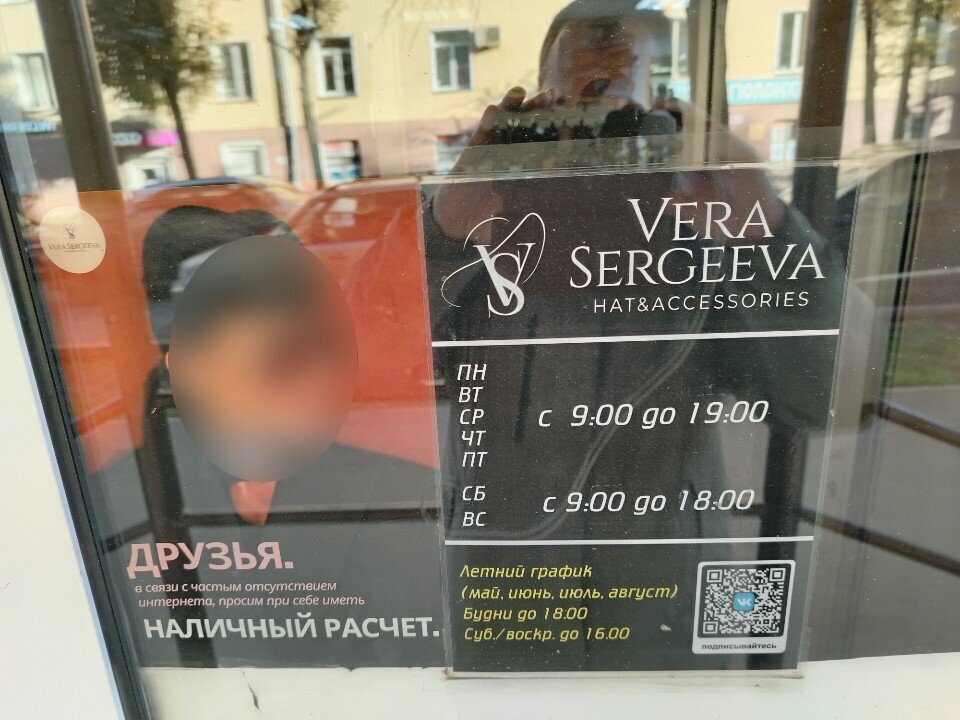 VERA SERGEEVA
ДРУЗЬЯ.
в связи с частым отсутствием
интернета, просим при себе иметь
НАЛИЧНЫЙ РАСЧЕТ.
VS
VERA
SERGEEVA
HAT&ACCESSORIES
ПН
ВТ
СР с 9:00 до 19:00
ЧТ
ПТ
СБ
с 9:00 до 18:00
ВС
Летний график
(май, июнь, июль, август)
Будни до 18.00
Суб./воскр. до 16.00
подписывайтесь